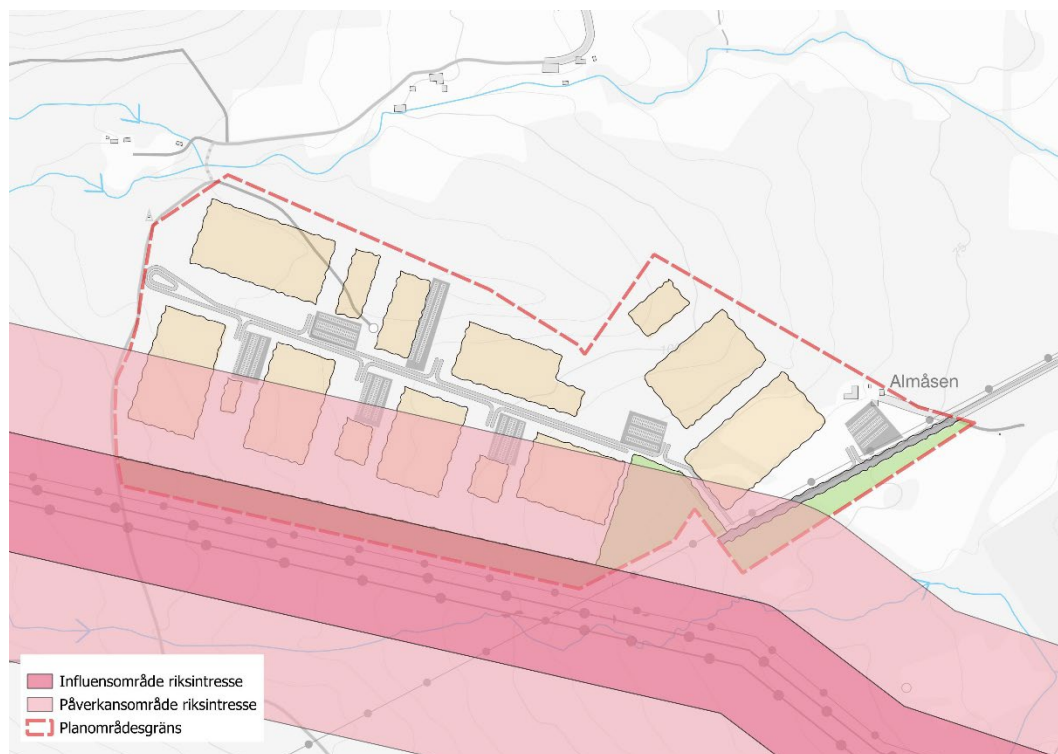 Almåsen
Influensområde riksintresse
Påverkansområde riksintresse
Planområdesgräns